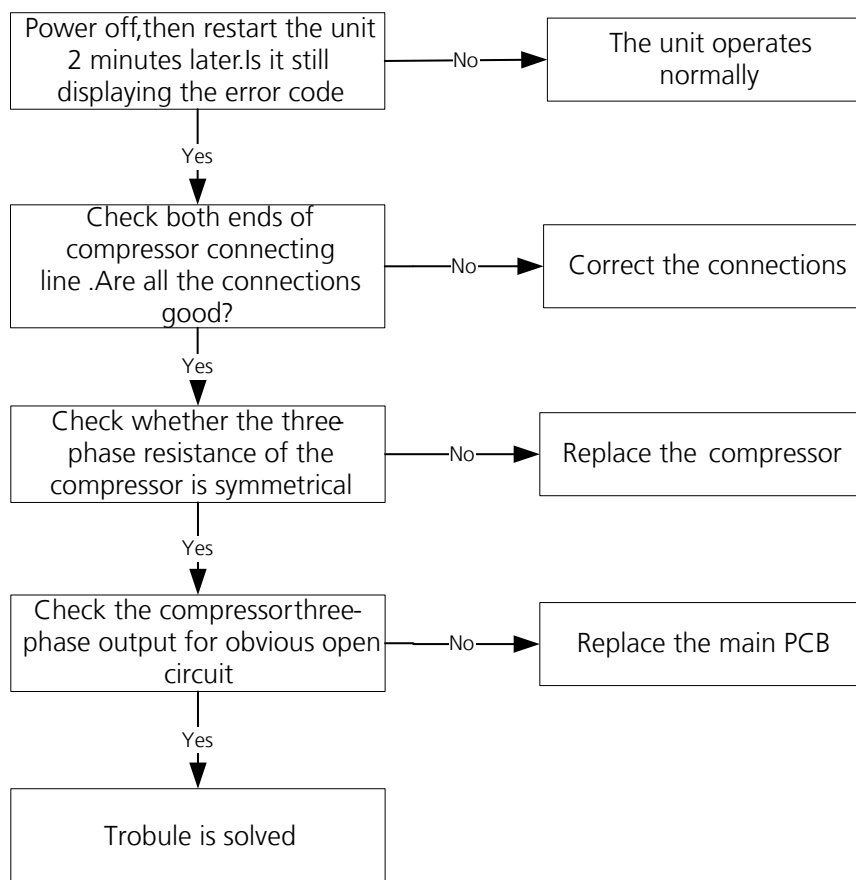 Power off,then restart the unit
2 minutes later.Is it still
displaying the error code
No
The unit operates
normally
Yes
Check both ends of
compressor connecting
line .Are all the connections
good?
No
Correct the connections
Yes
Check whether the three-
phase resistance of the
compressor is symmetrical
No
Replace the compressor
Yes
Check the compressorthree-
phase output for obvious open
circuit
No
Replace the main PCB
Yes
Trobule is solved